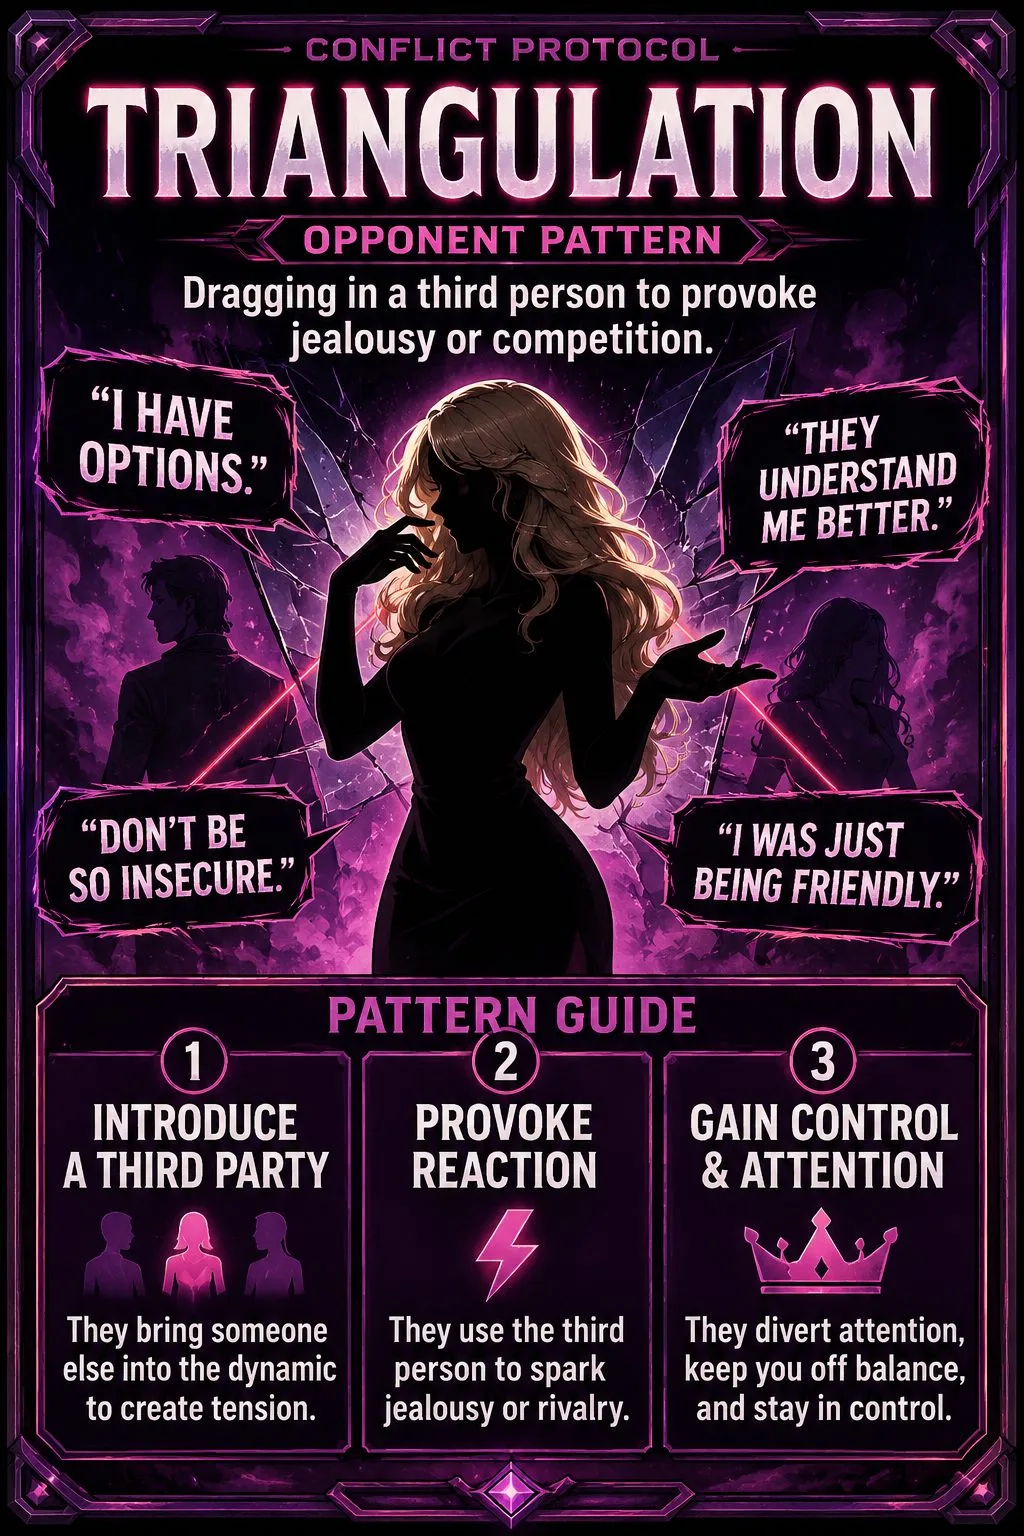 CONFLICT PROTOCOL
TRIANGULATION
OPPONENT PATTERN
Dragging in a third person to provoke
jealousy or competition.
“I HAVE
OPTIONS.”
“THEY
UNDERSTAND
ME BETTER.”
“DON’T BE
SO INSECURE.”
“I WAS JUST
BEING FRIENDLY.”
PATTERN GUIDE
1
INTRODUCE
A THIRD PARTY
They bring someone
else into the dynamic
to create tension.
2
PROVOKE
REACTION
They use the third
person to spark
jealousy or rivalry.
3
GAIN CONTROL
& ATTENTION
They divert attention,
keep you off balance,
and stay in control.